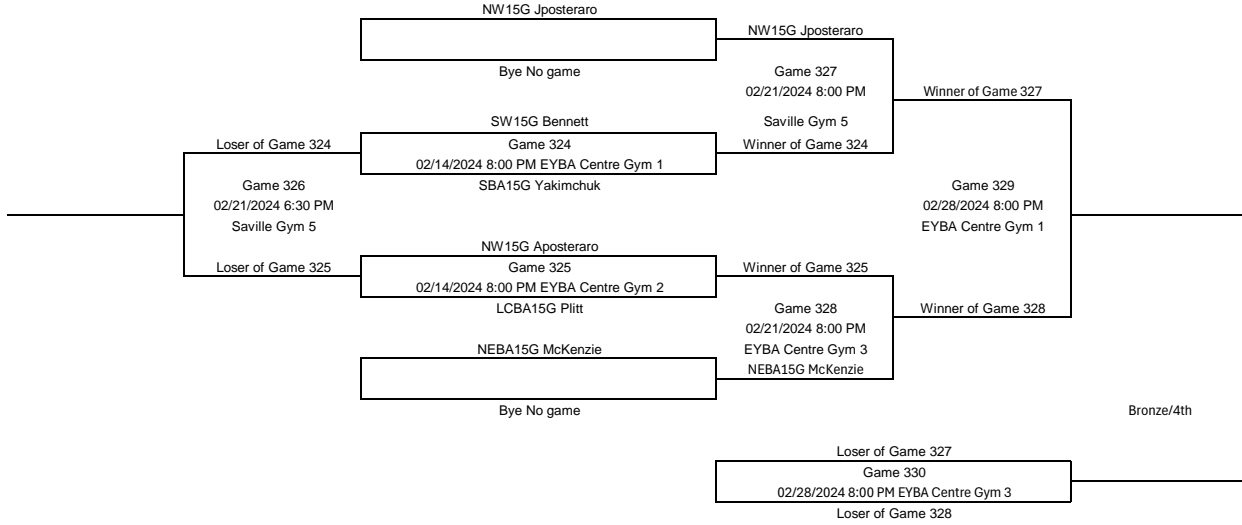 NW15G Jposteraro
NW15G Jposteraro
Bye No game
Game 327
02/21/2024 8:00 PM
Winner of Game 327
SW15G Bennett
Saville Gym 5
Loser of Game 324
Game 324
Winner of Game 324
02/14/2024 8:00 PM EYBA Centre Gym 1
Game 326
SBA15G Yakimchuk
Game 329
02/21/2024 6:30 PM
02/28/2024 8:00 PM
Saville Gym 5
EYBA Centre Gym 1
NW15G Aposteraro
Loser of Game 325
Game 325
Winner of Game 325
02/14/2024 8:00 PM EYBA Centre Gym 2
LCBA15G Plitt
Game 328
Winner of Game 328
02/21/2024 8:00 PM
NEBA15G McKenzie
EYBA Centre Gym 3
NEBA15G McKenzie
Bye No game
Bronze/4th
Loser of Game 327
Game 330
02/28/2024 8:00 PM EYBA Centre Gym 3
Loser of Game 328